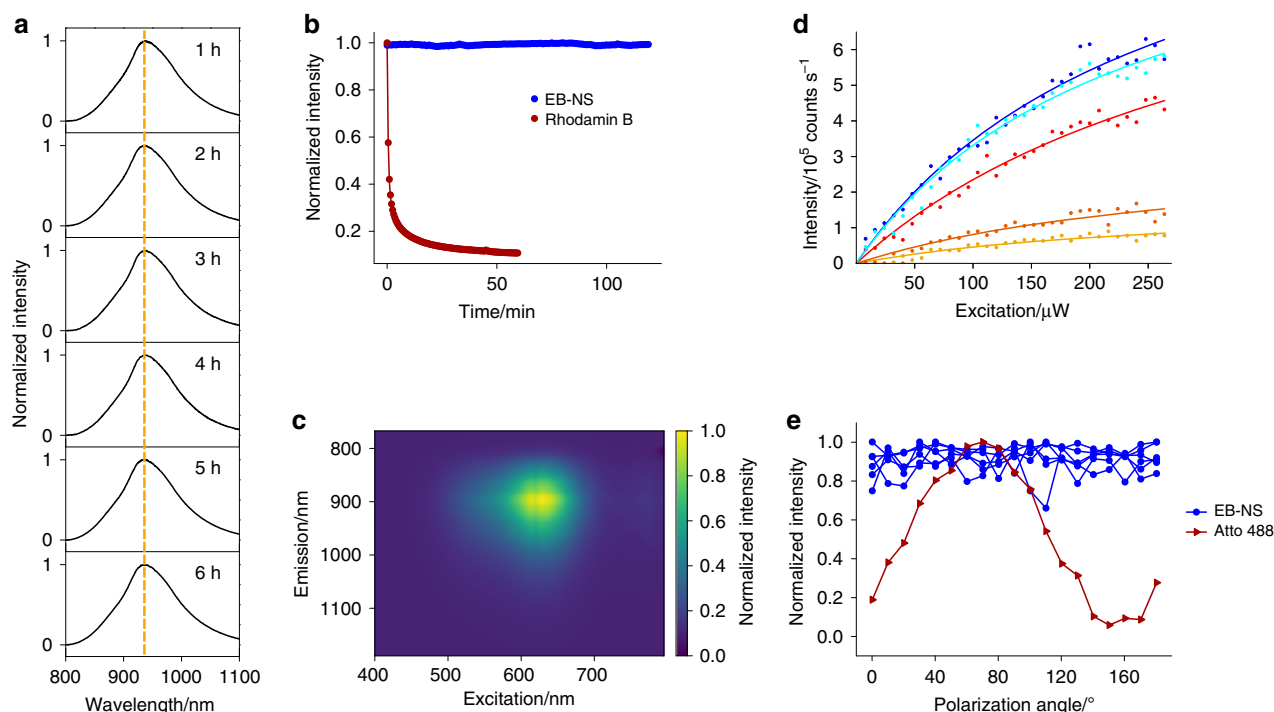 a
1
0
1 h
1
0
2 h
1
0
3 h
1
0
4 h
1
0
5 h
1
0
6 h
800 900 1000 1100
Wavelength/nm
Normalized intensity
b
1.0
0.8
0.6
0.4
0.2
0 50 100
Time/min
Normalized intensity
EB-NS
Rhodamin B
c
800
900
1000
1100
400 500 600 700
Excitation/nm
Emission/nm
1.0
0.8
0.6
0.4
0.2
0.0
Normalized intensity
d
6
5
4
3
2
1
0
50 100 150 200 250
Excitation/μW
Intensity/10⁵ counts s⁻¹
e
1.0
0.8
0.6
0.4
0.2
0.0
0 40 80 120 160
Polarization angle/°
Normalized intensity
EB-NS
Atto 488